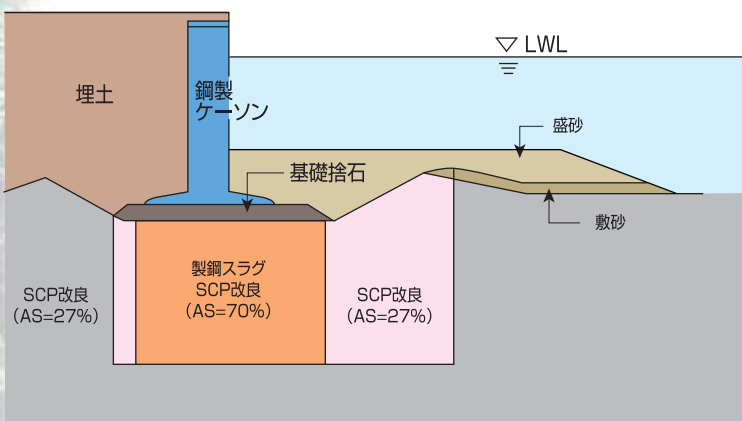 LWL
埋土
鋼製
ケーソン
盛砂
基礎捨石
敷砂
SCP改良
(AS=27%)
製鋼スラグ
SCP改良
(AS=70%)
SCP改良
(AS=27%)